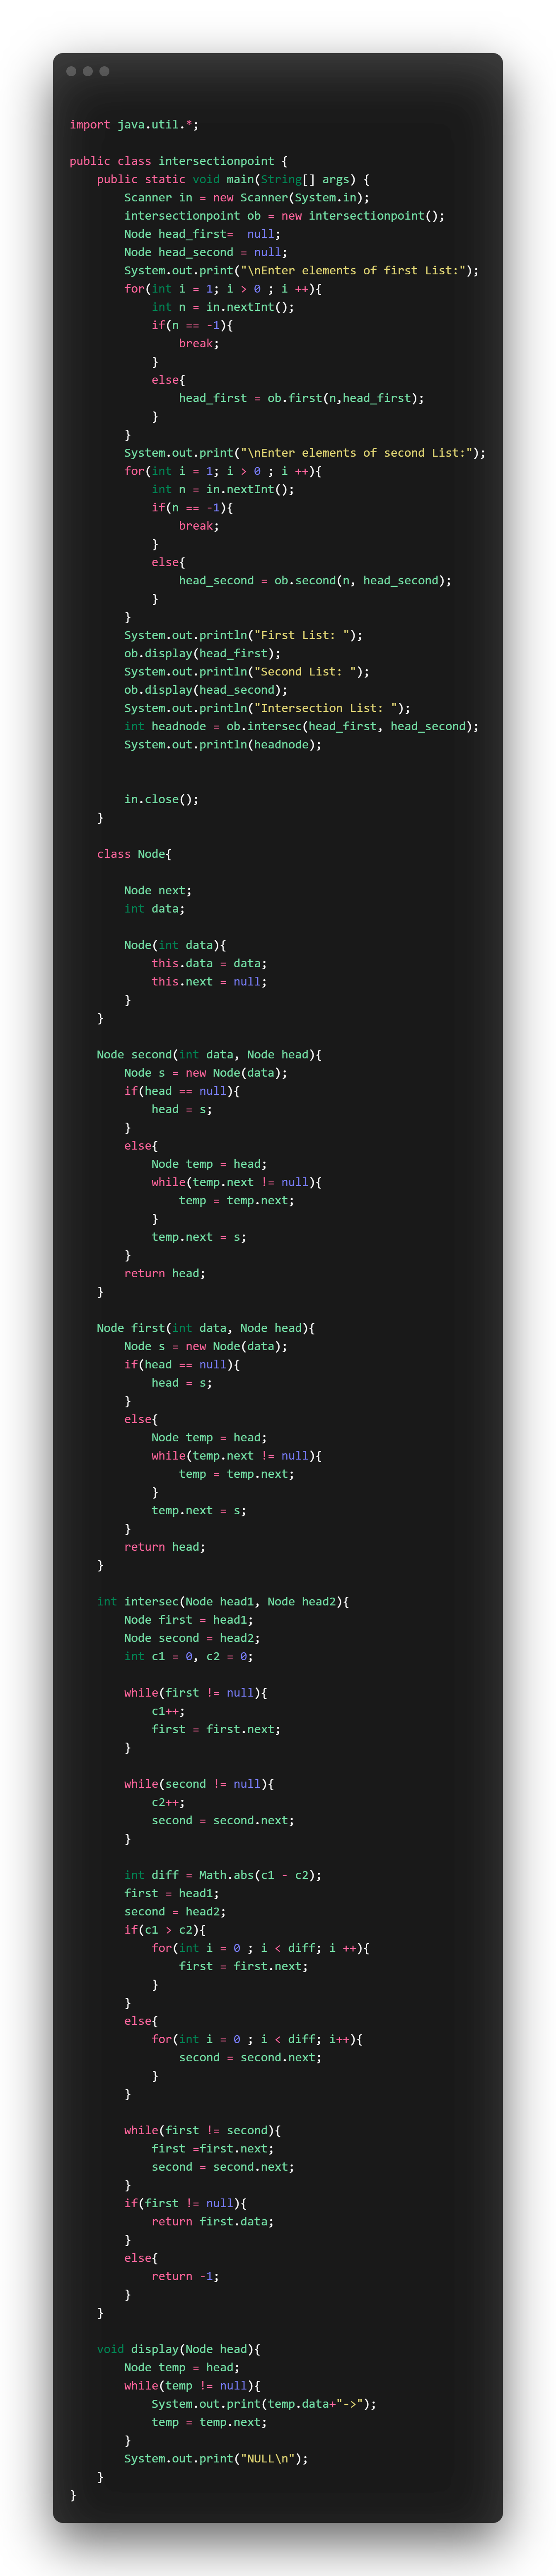 import java.util.*;

public class intersectionpoint {
    public static void main(String[] args) {
        Scanner in = new Scanner(System.in);
        intersectionpoint ob = new intersectionpoint();
        Node head_first=  null;
        Node head_second = null;
        System.out.print("\nEnter elements of first List:");
        for(int i = 1; i > 0 ; i ++){
            int n = in.nextInt();
            if(n == -1){
                break;
            }
            else{
                head_first = ob.first(n,head_first);
            }
        }
        System.out.print("\nEnter elements of second List:");
        for(int i = 1; i > 0 ; i ++){
            int n = in.nextInt();
            if(n == -1){
                break;
            }
            else{
                head_second = ob.second(n, head_second);
            }
        }
        System.out.println("First List: ");
        ob.display(head_first);
        System.out.println("Second List: ");
        ob.display(head_second);
        System.out.println("Intersection List: ");
        int headnode = ob.intersec(head_first, head_second);
        System.out.println(headnode);


        in.close();
    }

    class Node{

        Node next;
        int data;

        Node(int data){
            this.data = data;
            this.next = null;
        }
    }

    Node second(int data, Node head){
        Node s = new Node(data);
        if(head == null){
            head = s;
        }
        else{
            Node temp = head;
            while(temp.next != null){
                temp = temp.next;
            }
            temp.next = s;
        }
        return head;
    }

    Node first(int data, Node head){
        Node s = new Node(data);
        if(head == null){
            head = s;
        }
        else{
            Node temp = head;
            while(temp.next != null){
                temp = temp.next;
            }
            temp.next = s;
        }
        return head;
    }

    int intersec(Node head1, Node head2){
        Node first = head1;
        Node second = head2;
        int c1 = 0, c2 = 0;

        while(first != null){
            c1++;
            first = first.next;
        }

        while(second != null){
            c2++;
            second = second.next;
        }

        int diff = Math.abs(c1 - c2);
        first = head1;
        second = head2;
        if(c1 > c2){
            for(int i = 0 ; i < diff; i ++){
                first = first.next;
            }
        }
        else{
            for(int i = 0 ; i < diff; i++){
                second = second.next;
            }
        }

        while(first != second){
            first =first.next;
            second = second.next;
        }
        if(first != null){
            return first.data;
        }
        else{
            return -1;
        }
    }

    void display(Node head){
        Node temp = head;
        while(temp != null){
            System.out.print(temp.data+"->");
            temp = temp.next;
        }
        System.out.print("NULL\n");
    }
}